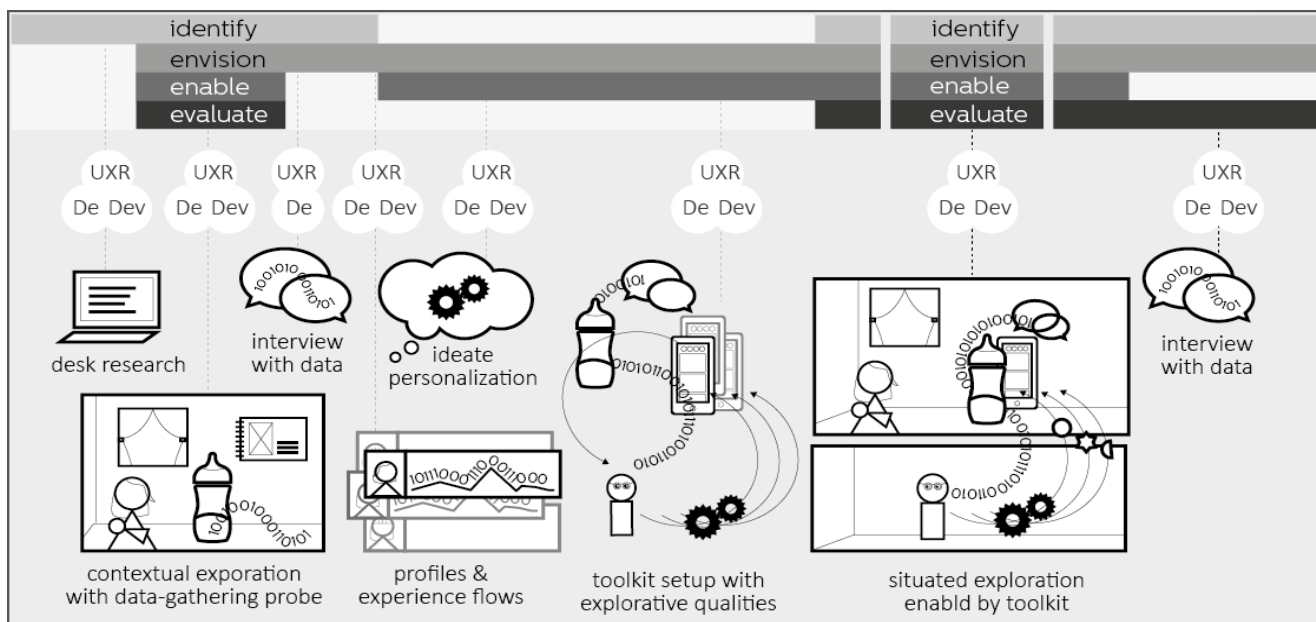 identify
identify
envision
envision
enable
enable
evaluate
evaluate
UXR
De Dev
UXR
De Dev
UXR
De
UXR
De Dev
UXR
De Dev
UXR
De Dev
UXR
De Dev
UXR
De Dev
desk research
interview
with data
ideate
personalization
interview
with data
contextual exporation
with data-gathering probe
profiles &
experience flows
toolkit setup with
explorative qualities
situated exploration
enabld by toolkit